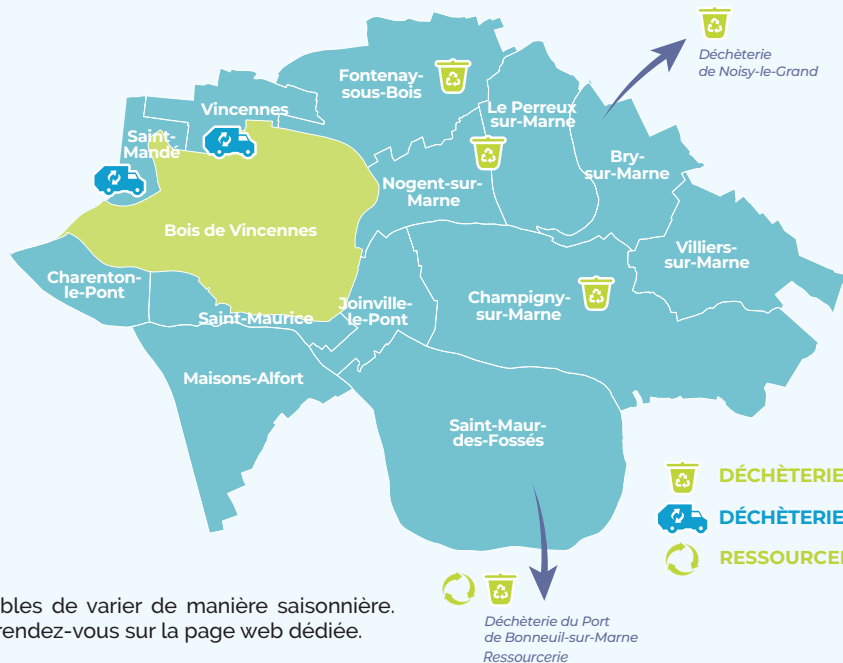 Déchèterie
de Noisy-le-Grand
Fontenay-
sous-Bois
Vincennes
Le Perreux
sur-Marne
Saint-
Mandé
Bry-
sur-Marne
Nogent-sur-
Marne
Bois de Vincennes
Villiers-
sur-Marne
Charenton-
le-Pont
Champigny-
sur-Marne
Joinville-
le-Pont
Saint-Maurice
Maisons-Alfort
Saint-Maur-
des-Fossés
DÉCHÈTERIE
DÉCHÈTERIE
RESSOURCER
bles de varier de manière saisonnière.
rendez-vous sur la page web dédiée.
Déchèterie du Port
de Bonneuil-sur-Marne
Ressourcerie